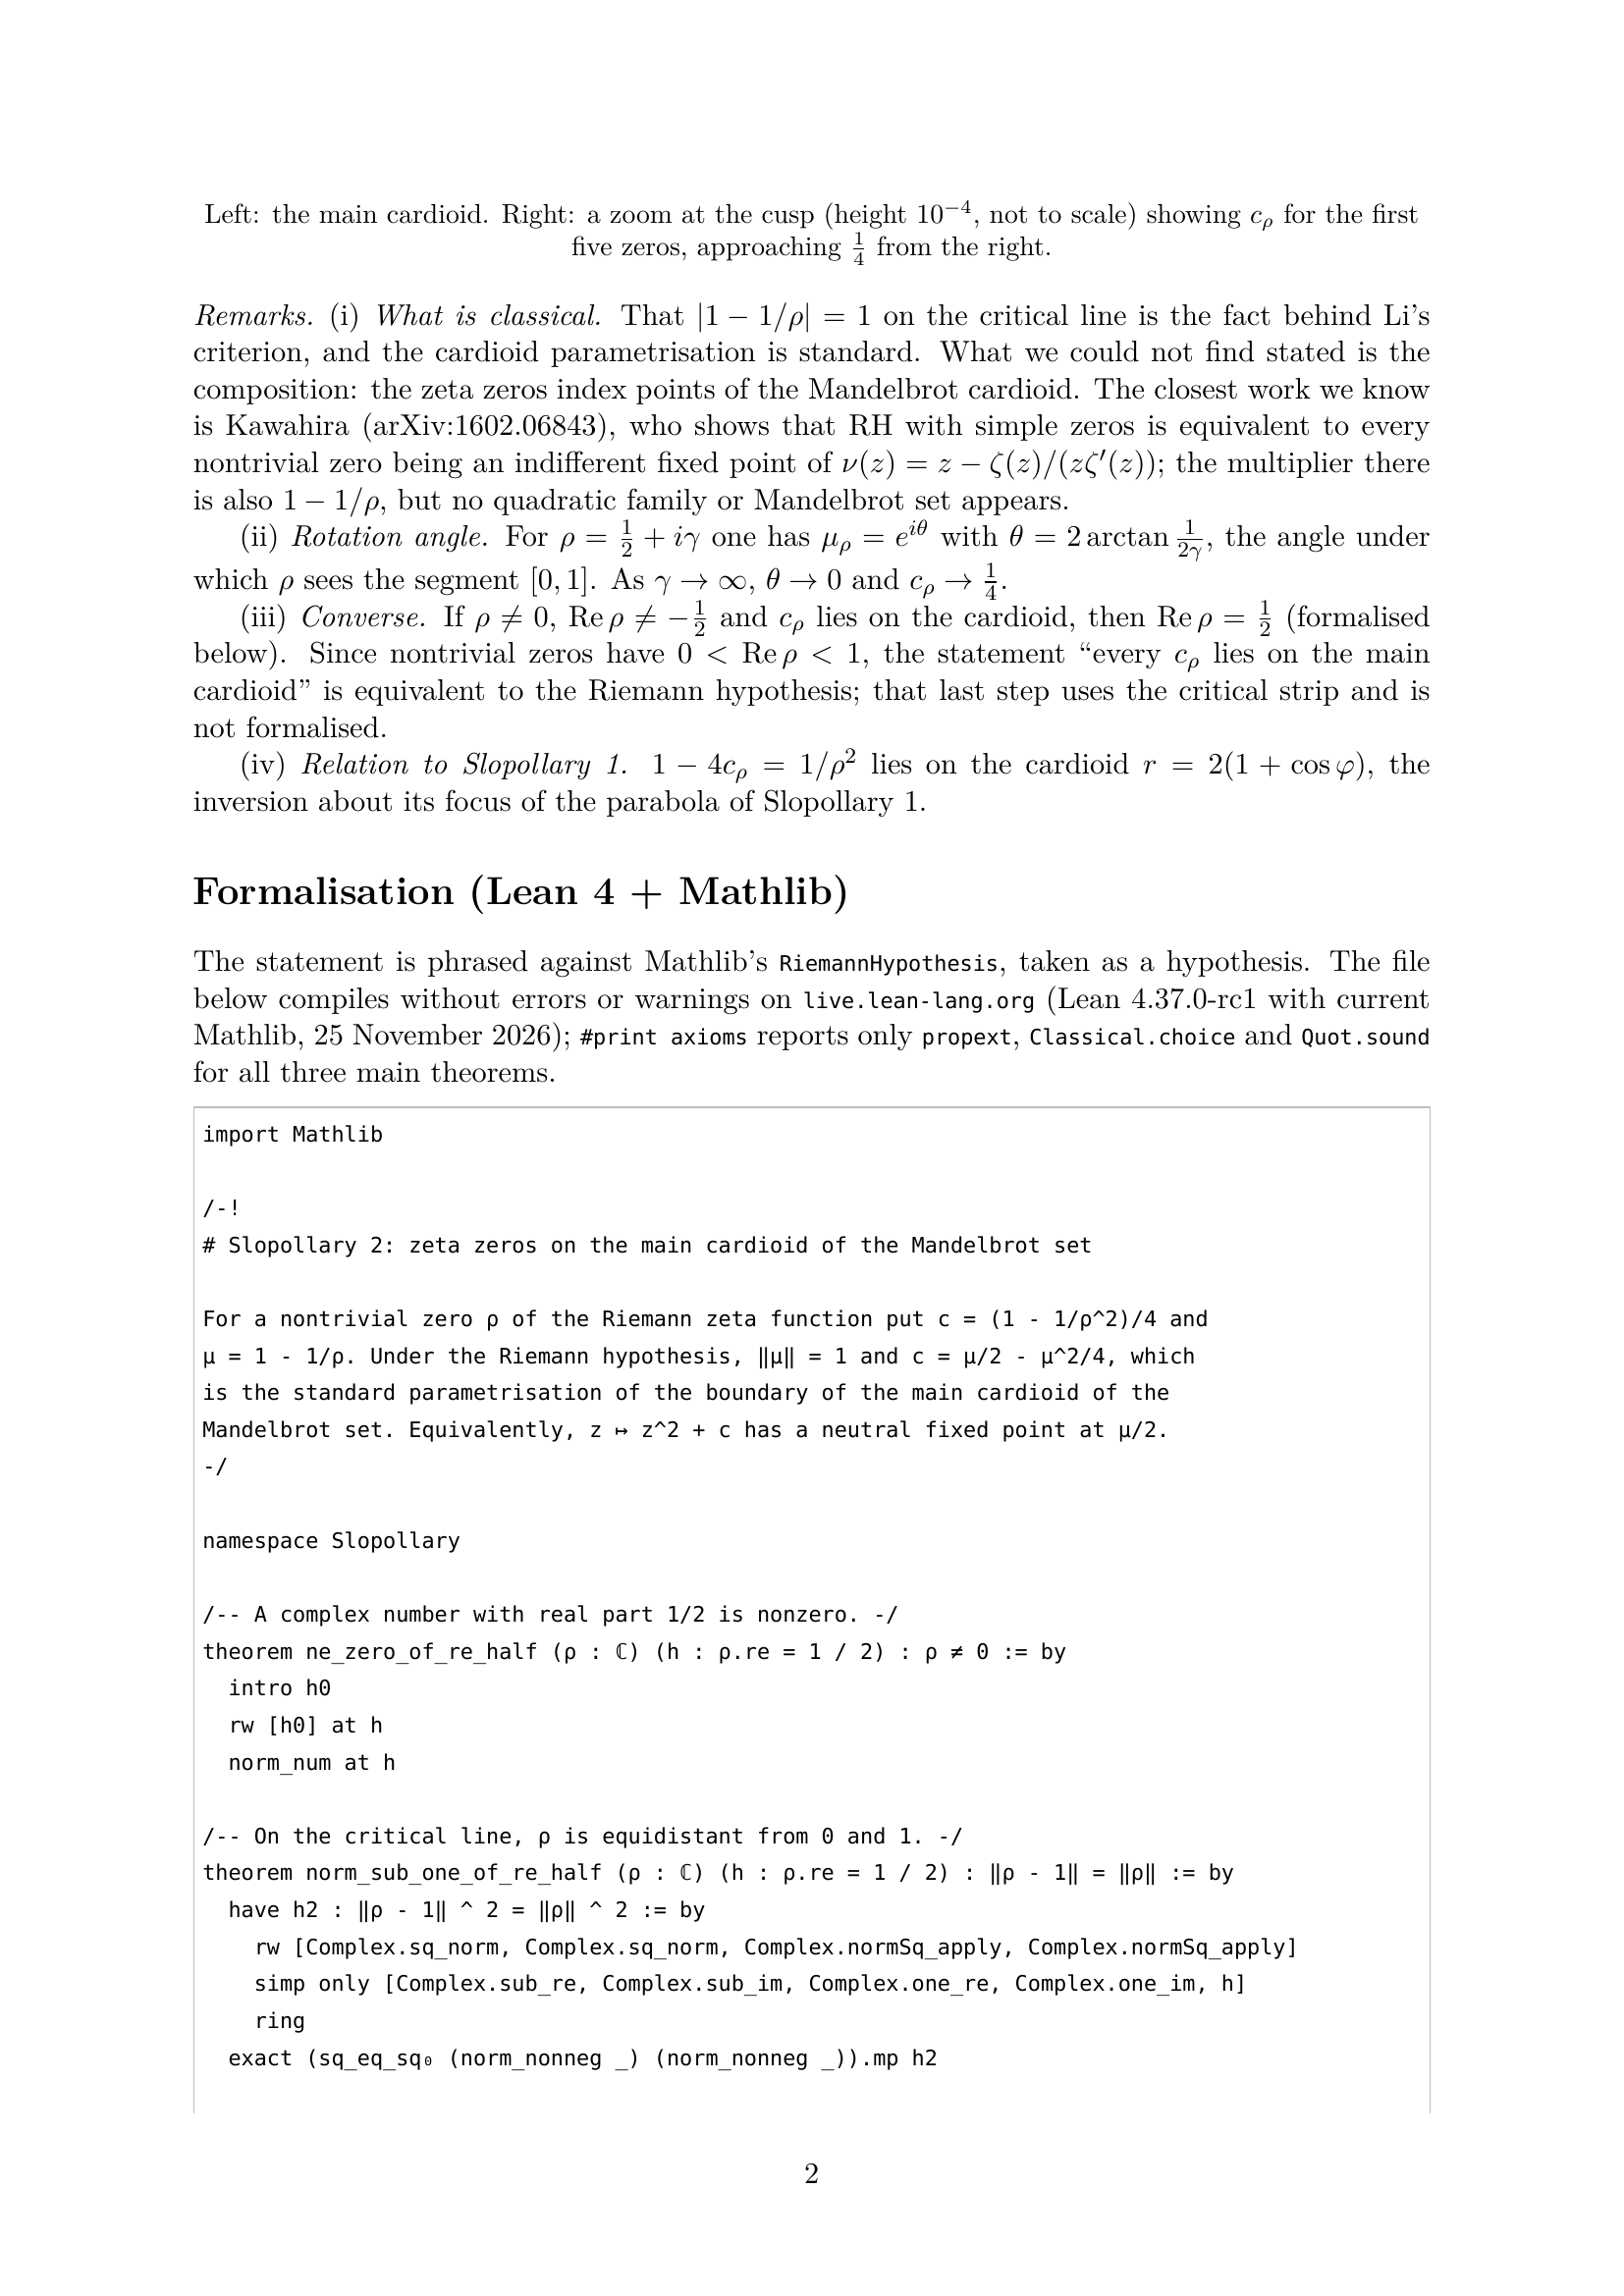 Left: the main cardioid. Right: a zoom at the cusp (height 10⁻⁴, not to scale) showing c_ρ for the first
five zeros, approaching 1/4 from the right.
Remarks. (i) What is classical. That |1 − 1/ρ| = 1 on the critical line is the fact behind Li’s
criterion, and the cardioid parametrisation is standard. What we could not find stated is the
composition: the zeta zeros index points of the Mandelbrot cardioid. The closest work we know
is Kawahira (arXiv:1602.06843), who shows that RH with simple zeros is equivalent to every
nontrivial zero being an indifferent fixed point of ν(z) = z − ζ(z)/(zζ′(z)); the multiplier there
is also 1 − 1/ρ, but no quadratic family or Mandelbrot set appears.
(ii) Rotation angle. For ρ = 1/2 + iγ one has μ_ρ = e^{iθ} with θ = 2 arctan 1/2γ, the angle under
which ρ sees the segment [0, 1]. As γ → ∞, θ → 0 and c_ρ → 1/4.
(iii) Converse. If ρ ≠ 0, Re ρ ≠ −1/2 and c_ρ lies on the cardioid, then Re ρ = 1/2 (formalised
below). Since nontrivial zeros have 0 < Re ρ < 1, the statement “every c_ρ lies on the main
cardioid” is equivalent to the Riemann hypothesis; that last step uses the critical strip and is
not formalised.
(iv) Relation to Slopollary 1. 1 − 4c_ρ = 1/ρ² lies on the cardioid r = 2(1 + cos φ), the
inversion about its focus of the parabola of Slopollary 1.
Formalisation (Lean 4 + Mathlib)
The statement is phrased against Mathlib’s RiemannHypothesis, taken as a hypothesis. The file
below compiles without errors or warnings on live.lean-lang.org (Lean 4.37.0-rc1 with current
Mathlib, 25 November 2026); #print axioms reports only propext, Classical.choice and Quot.sound
for all three main theorems.
import Mathlib
/-!
# Slopollary 2: zeta zeros on the main cardioid of the Mandelbrot set
For a nontrivial zero ρ of the Riemann zeta function put c = (1 - 1/ρ^2)/4 and
μ = 1 - 1/ρ. Under the Riemann hypothesis, ‖μ‖ = 1 and c = μ/2 - μ^2/4, which
is the standard parametrisation of the boundary of the main cardioid of the
Mandelbrot set. Equivalently, z ↦ z^2 + c has a neutral fixed point at μ/2.
-/
namespace Slopollary
/-- A complex number with real part 1/2 is nonzero. -/
theorem ne_zero_of_re_half (ρ : ℂ) (h : ρ.re = 1 / 2) : ρ ≠ 0 := by
  intro h0
  rw [h0] at h
  norm_num at h
/-- On the critical line, ρ is equidistant from 0 and 1. -/
theorem norm_sub_one_of_re_half (ρ : ℂ) (h : ρ.re = 1 / 2) : ‖ρ - 1‖ = ‖ρ‖ := by
  have h2 : ‖ρ - 1‖ ^ 2 = ‖ρ‖ ^ 2 := by
    rw [Complex.sq_norm, Complex.sq_norm, Complex.normSq_apply, Complex.normSq_apply]
    simp only [Complex.sub_re, Complex.sub_im, Complex.one_re, Complex.one_im, h]
    ring
  exact (sq_eq_sq₀ (norm_nonneg _) (norm_nonneg _)).mp h2
2